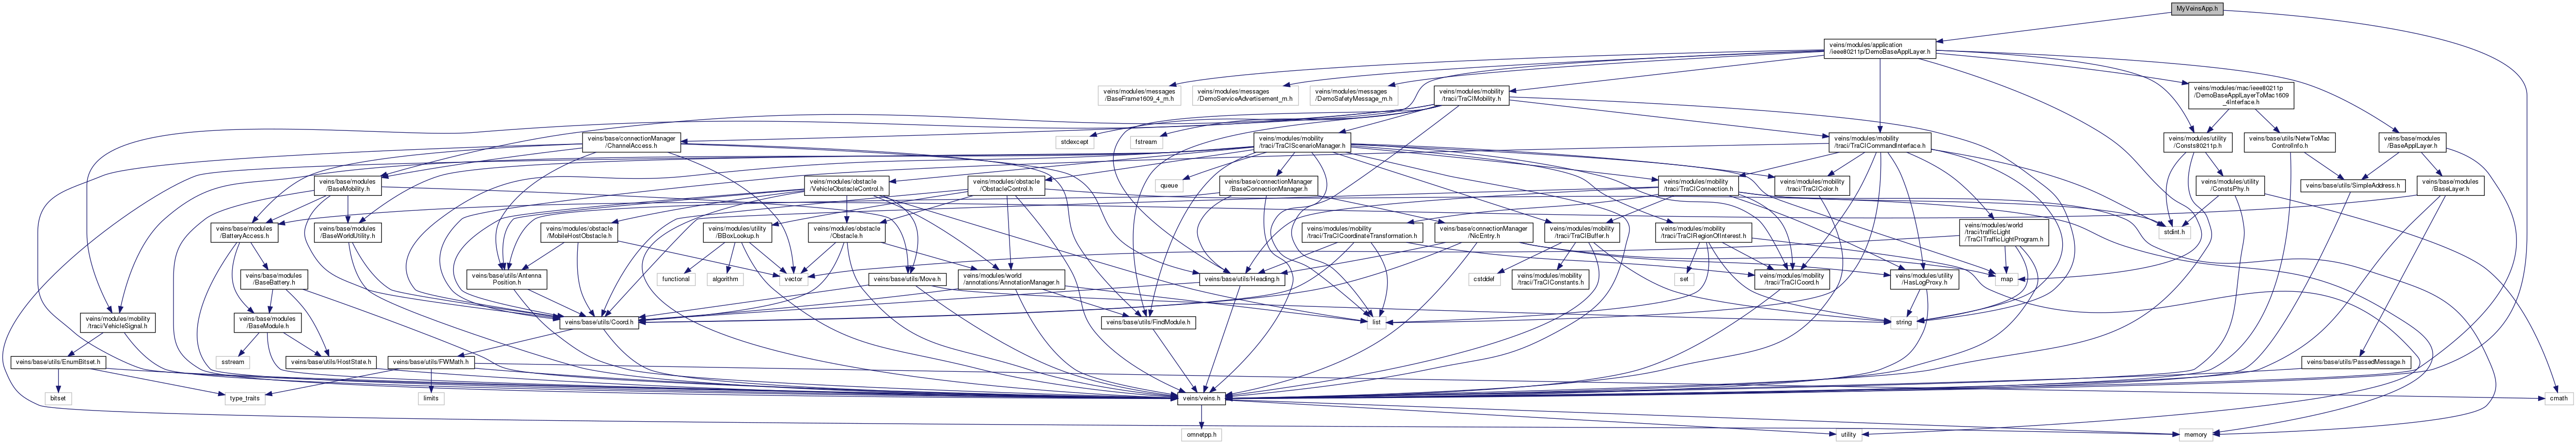 MyVeinsApp.h
veins/modules/application
/ieee80211p/DemoBaseApplLayer.h
veins/modules/messages
/BaseFrame1609_4_m.h
veins/modules/messages
/DemoServiceAdvertisement_m.h
veins/modules/messages
/DemoSafetyMessage_m.h
veins/modules/mobility
/traci/TraCIMobility.h
veins/modules/mac/ieee80211p
/DemoBaseApplLayerToMac1609
_4Interface.h
veins/base/connectionManager
/ChannelAccess.h
stdexcept
fstream
veins/modules/mobility
/traci/TraCIScenarioManager.h
veins/modules/mobility
/traci/TraCICommandInterface.h
veins/modules/utility
/Consts80211p.h
veins/base/utils/NetwToMac
ControlInfo.h
veins/base/modules
/BaseApplLayer.h
veins/base/modules
/BaseMobility.h
veins/modules/obstacle
/VehicleObstacleControl.h
veins/modules/obstacle
/ObstacleControl.h
queue
veins/base/connectionManager
/BaseConnectionManager.h
veins/modules/mobility
/traci/TraCIConnection.h
veins/modules/mobility
/traci/TraCIColor.h
veins/modules/utility
/ConstsPhy.h
veins/base/utils/SimpleAddress.h
veins/base/modules
/BaseLayer.h
veins/base/modules
/BatteryAccess.h
veins/base/modules
/BaseWorldUtility.h
veins/modules/obstacle
/MobileHostObstacle.h
veins/modules/utility
/BBoxLookup.h
veins/modules/obstacle
/Obstacle.h
veins/modules/mobility
/traci/TraCICoordinateTransformation.h
veins/base/connectionManager
/NicEntry.h
veins/modules/mobility
/traci/TraCIBuffer.h
veins/modules/mobility
/traci/TraCIRegionOfInterest.h
veins/modules/world
/traci/trafficLight
/TraCITrafficLightProgram.h
stdint.h
veins/base/modules
/BaseBattery.h
veins/base/utils/Antenna
Position.h
functional
algorithm
vector
veins/base/utils/Move.h
veins/modules/world
/annotations/AnnotationManager.h
veins/base/utils/Heading.h
cstddef
veins/modules/mobility
/traci/TraCIConstants.h
set
veins/modules/mobility
/traci/TraCICoord.h
veins/modules/utility
/HasLogProxy.h
map
veins/modules/mobility
/traci/VehicleSignal.h
veins/base/modules
/BaseModule.h
veins/base/utils/Coord.h
veins/base/utils/FindModule.h
list
string
veins/base/utils/EnumBitset.h
sstream
veins/base/utils/HostState.h
veins/base/utils/FWMath.h
veins/base/utils/PassedMessage.h
bitset
type_traits
limits
veins/veins.h
cmath
omnetpp.h
utility
memory